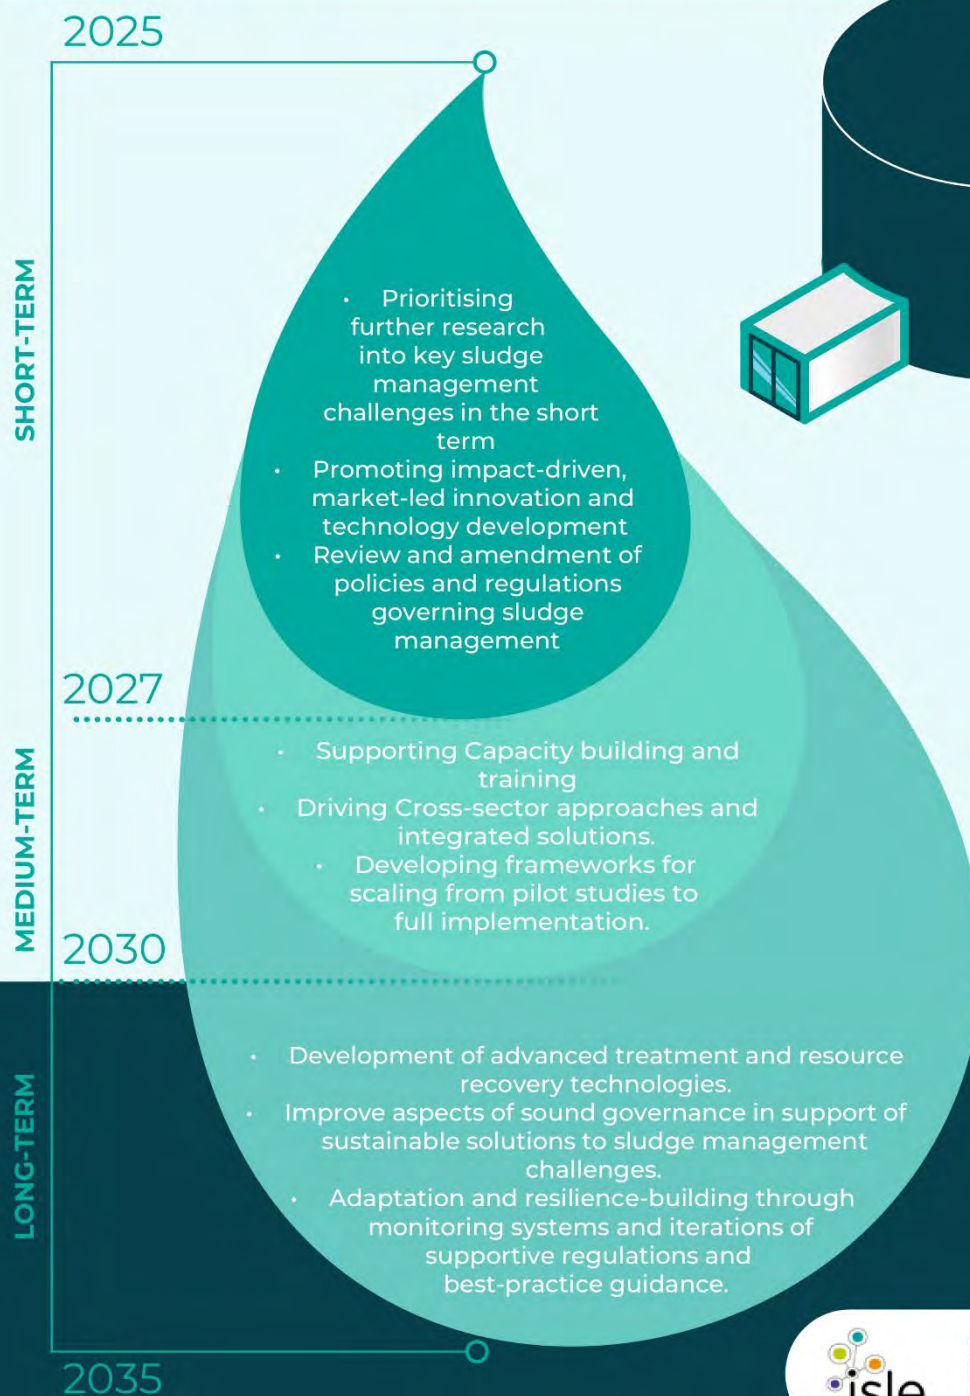 2025
SHORT-TERM
• Prioritising
further research
into key sludge
management
challenges in the short
term
• Promoting impact-driven,
market-led innovation and
technology development
• Review and amendment of
policies and regulations
governing sludge
management
2027
MEDIUM-TERM
• Supporting Capacity building and
training
• Driving Cross-sector approaches and
integrated solutions.
• Developing frameworks for
scaling from pilot studies to
full implementation.
2030
LONG-TERM
• Development of advanced treatment and resource
recovery technologies.
• Improve aspects of sound governance in support of
sustainable solutions to sludge management
challenges.
• Adaptation and resilience-building through
monitoring systems and iterations of
supportive regulations and
best-practice guidance.
2035
isle